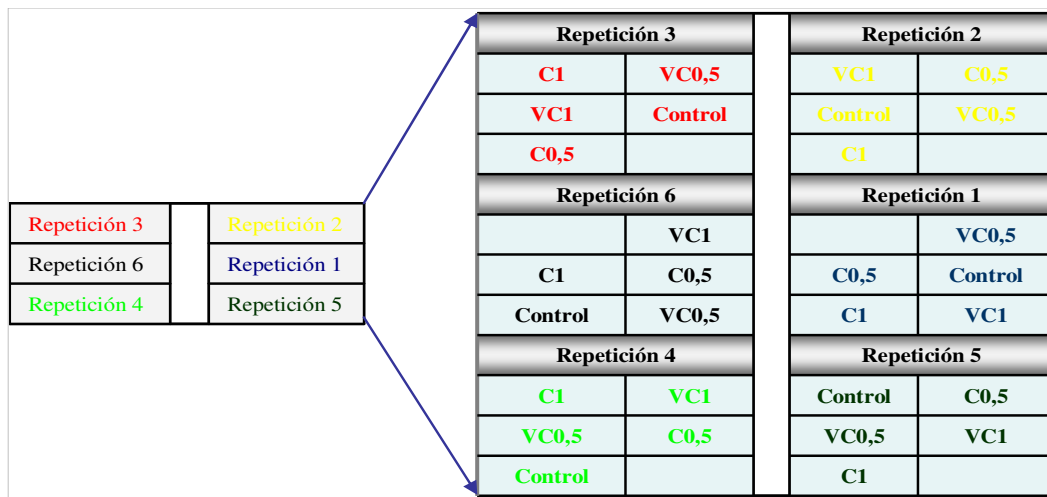 Repetición 3 Repetición 2
Repetición 6 Repetición 1
Repetición 4 Repetición 5
Repetición 3 Repetición 2
C1 VC0,5 VC1 C0,5
VC1 Control Control VC0,5
C0,5 C1
Repetición 6 Repetición 1
VC1 VC0,5
C1 C0,5 C0,5 Control
Control VC0,5 C1 VC1
Repetición 4 Repetición 5
C1 VC1 Control C0,5
VC0,5 C0,5 VC0,5 VC1
Control C1